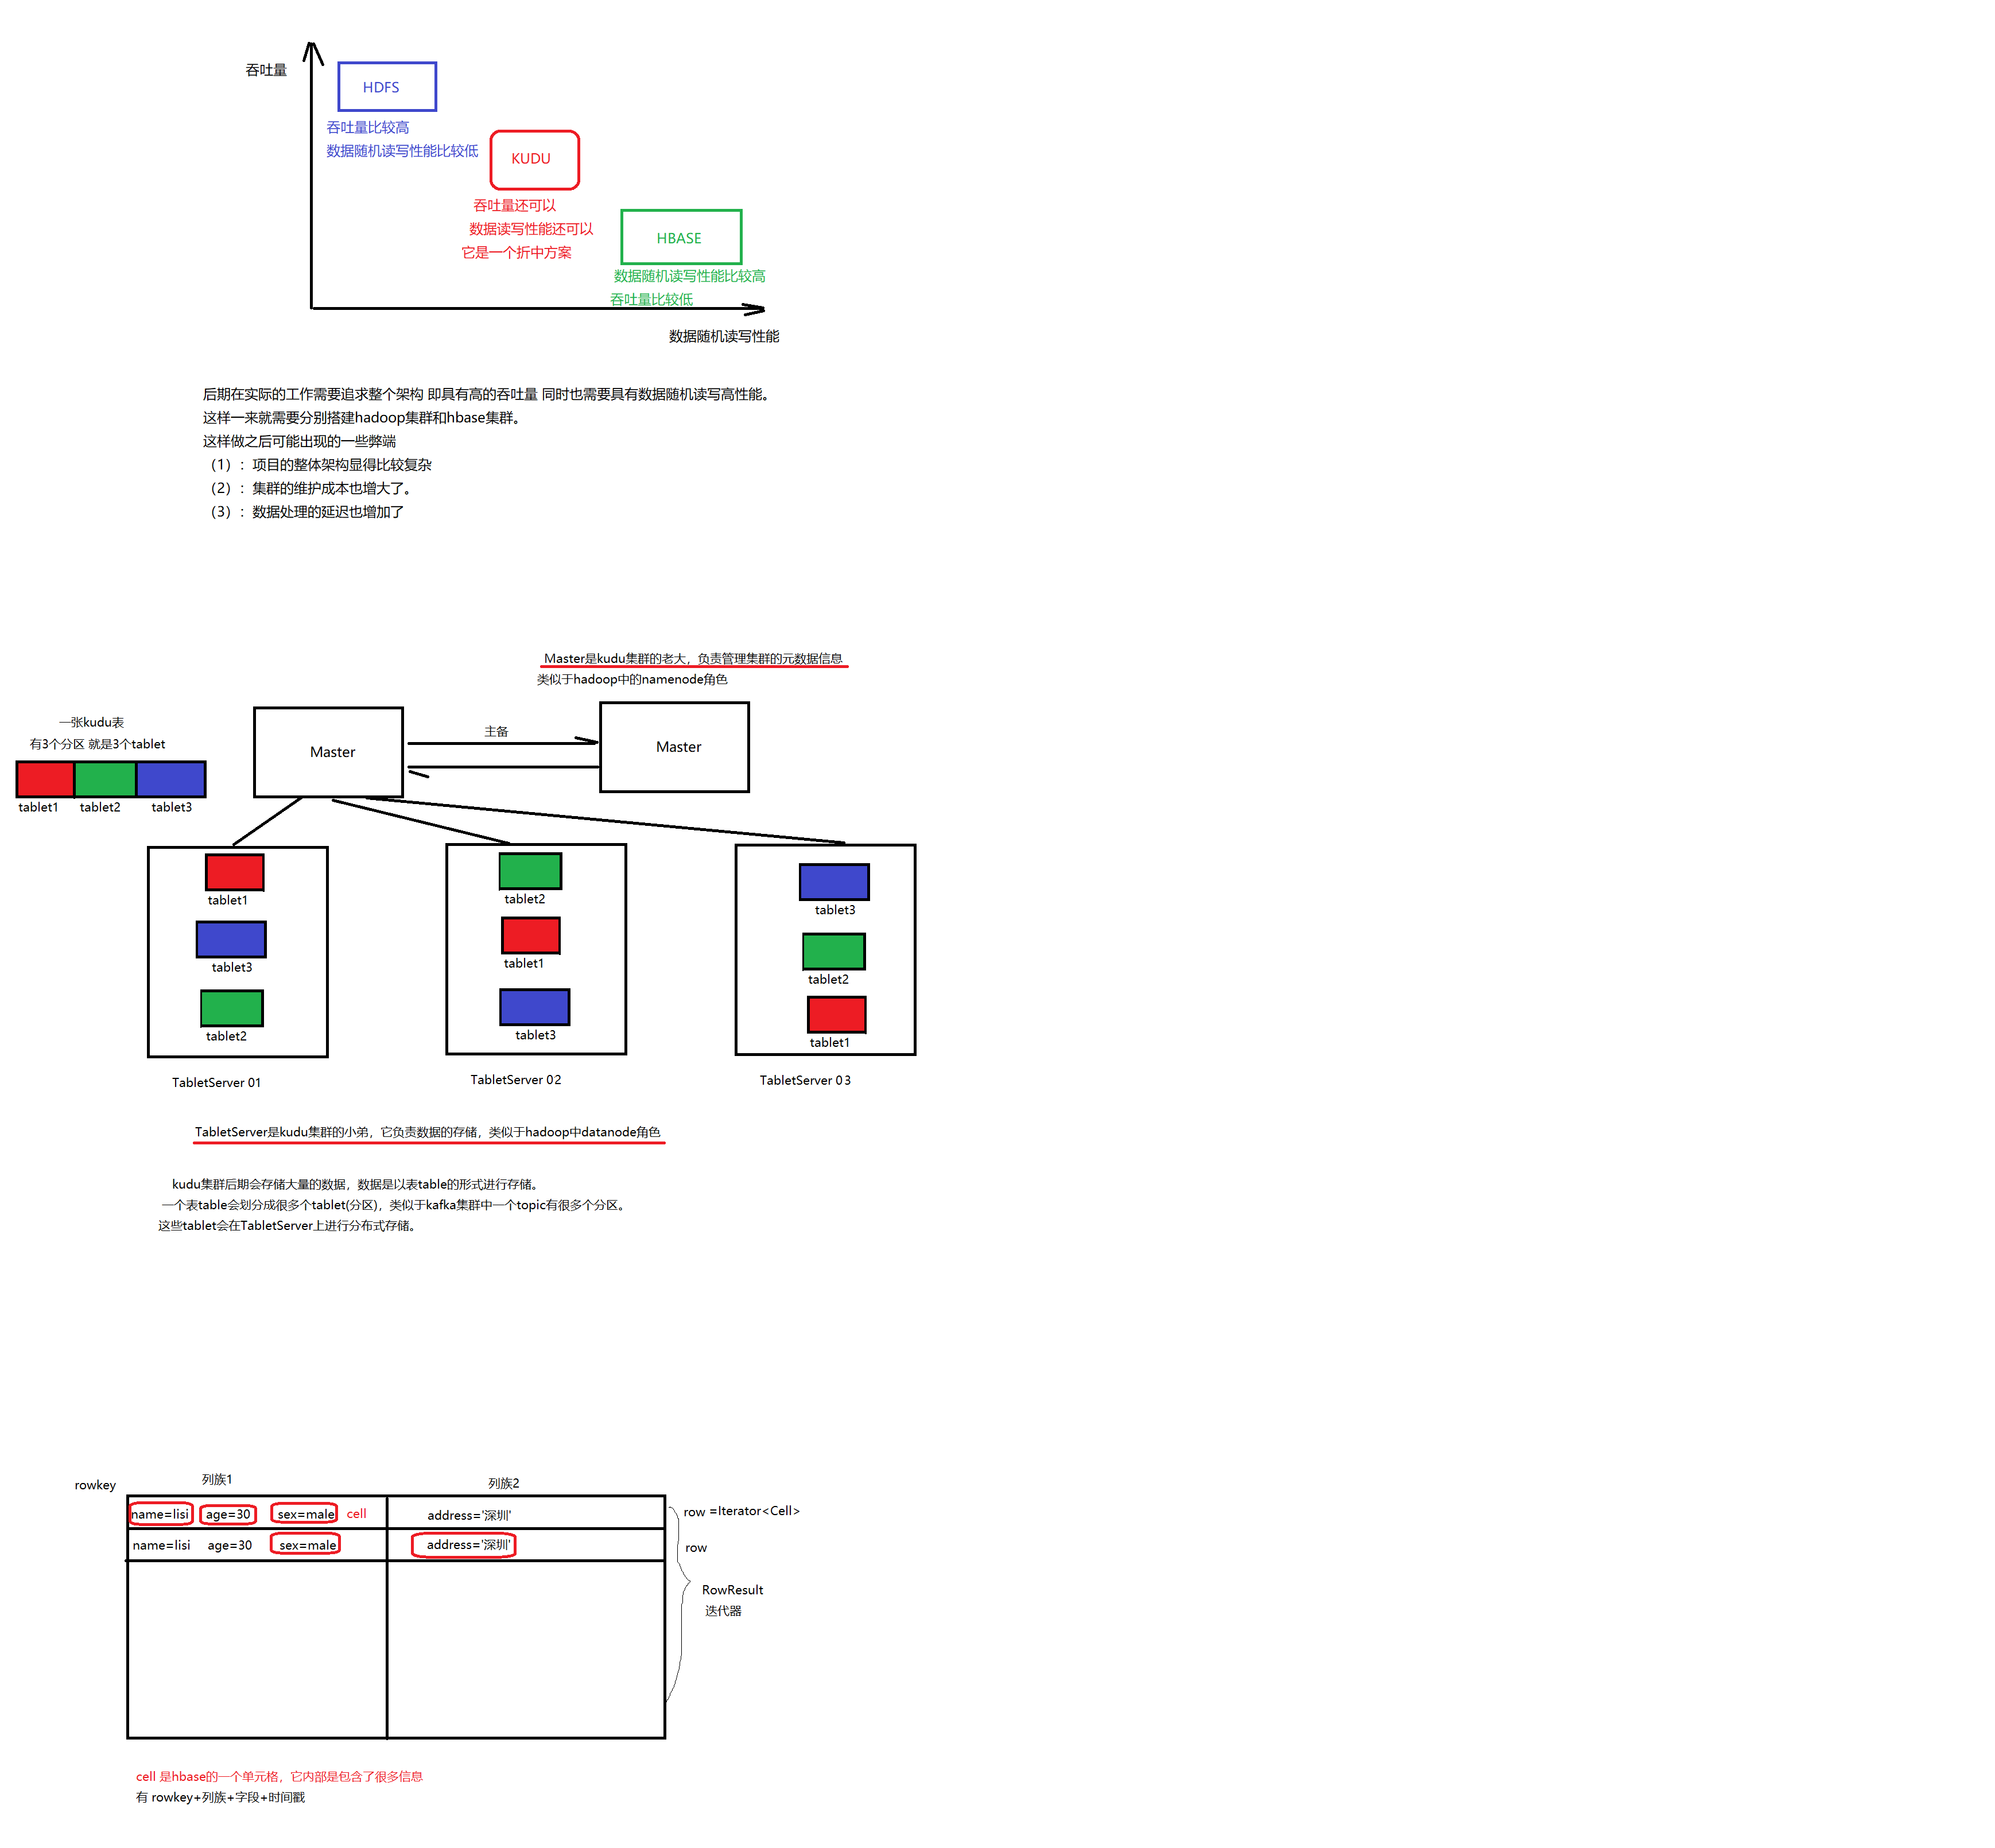 吞吐量
HDFS
吞吐量比较高
数据随机读写性能比较低
KUDU
吞吐量还可以
数据读写性能还可以
它是一个折中方案
HBASE
数据随机读写性能比较高
吞吐量比较低
数据随机读写性能
后期在实际的工作需要追求整个架构 即具有高的吞吐量 同时也需要具有数据随机读写高性能。
这样一来就需要分别搭建hadoop集群和hbase集群。
这样做之后可能出现的一些弊端
（1）：项目的整体架构显得比较复杂
（2）：集群的维护成本也增大了。
（3）：数据处理的延迟也增加了
Master是kudu集群的老大，负责管理集群的元数据信息
类似于hadoop中的namenode角色
一张kudu表
有3个分区 就是3个tablet
tablet1 tablet2 tablet3
Master
主备
Master
tablet1
tablet3
tablet2
TabletServer 01
tablet2
tablet1
tablet3
TabletServer 02
tablet3
tablet2
tablet1
TabletServer 03
TabletServer是kudu集群的小弟，它负责数据的存储，类似于hadoop中datanode角色
kudu集群后期会存储大量的数据，数据是以表table的形式进行存储。
一个表table会划分成很多个tablet(分区)，类似于kafka集群中一个topic有很多个分区。
这些tablet会在TabletServer上进行分布式存储。
rowkey 列族1 列族2
name=lisi age=30 sex=male cell address='深圳' row =Iterator<Cell>
name=lisi age=30 sex=male address='深圳' row
RowResult
迭代器
cell 是hbase的一个单元格，它内部是包含了很多信息
有 rowkey+列族+字段+时间戳